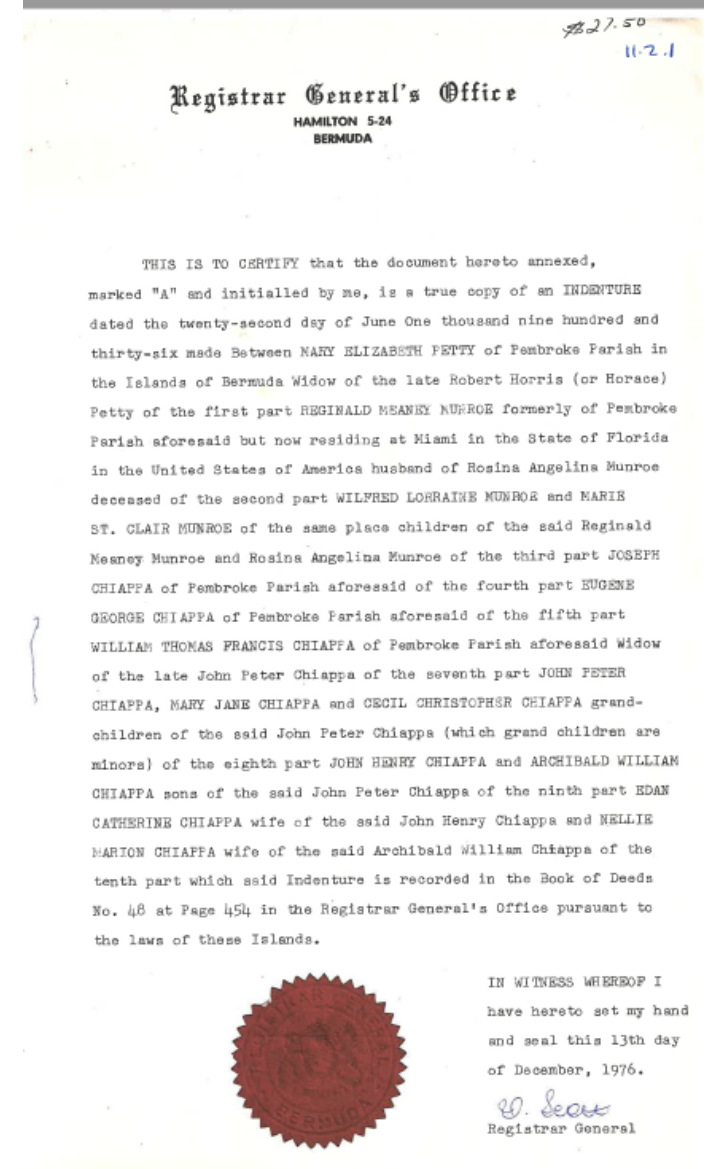 $27.50
11.2.1
Registrar General's Office
HAMILTON 5-24
BERMUDA
THIS IS TO CERTIFY that the document hereto annexed,
marked "A" and initialled by me, is a true copy of an INDENTURE
dated the twenty-second day of June One thousand nine hundred and
thirty-six made Between MARY ELIZABETH PETTY of Pembroke Parish in
the Islands of Bermuda Widow of the late Robert Horris (or Horace)
Petty of the first part REGINALD MEANEY MUNROE formerly of Pembroke
Parish aforesaid but now residing at Miami in the State of Florida
in the United States of America husband of Rosina Angelina Munroe
deceased of the second part WILFRED LORRAINE MUNROE and MARIE
ST. CLAIR MUNROE of the same place children of the said Reginald
Meaney Munroe and Rosina Angelina Munroe of the third part JOSEPH
CHIAPPA of Pembroke Parish aforesaid of the fourth part EUGENE
GEORGE CHIAPPA of Pembroke Parish aforesaid of the fifth part
WILLIAM THOMAS FRANCIS CHIAPPA of Pembroke Parish aforesaid Widow
of the late John Peter Chiappa of the seventh part JOHN PETER
CHIAPPA, MARY JANE CHIAPPA and CECIL CHRISTOPHER CHIAPPA grand-
children of the said John Peter Chiappa (which grand children are
minors) of the eighth part JOHN HENRY CHIAPPA and ARCHIBALD WILLIAM
CHIAPPA sons of the said John Peter Chiappa of the ninth part EDAN
CATHERINE CHIAPPA wife of the said John Henry Chiappa and NELLIE
MARION CHIAPPA wife of the said Archibald William Chiappa of the
tenth part which said Indenture is recorded in the Book of Deeds
No. 48 at Page 454 in the Registrar General's Office pursuant to
the laws of these Islands.
IN WITNESS WHEREOF I
have hereto set my hand
and seal this 13th day
of December, 1976.
Registrar General
REGISTRAR GENERAL
BERMUDA